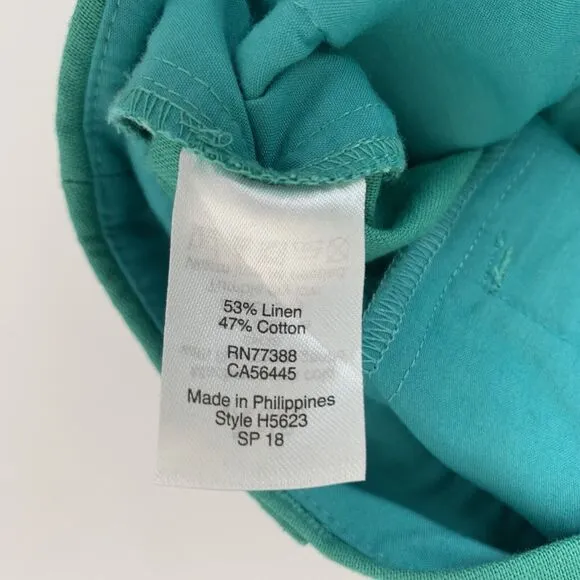 53% Linen
47% Cotton
RN77388
CA56445
Made in Philippines
Style H5623
SP 18